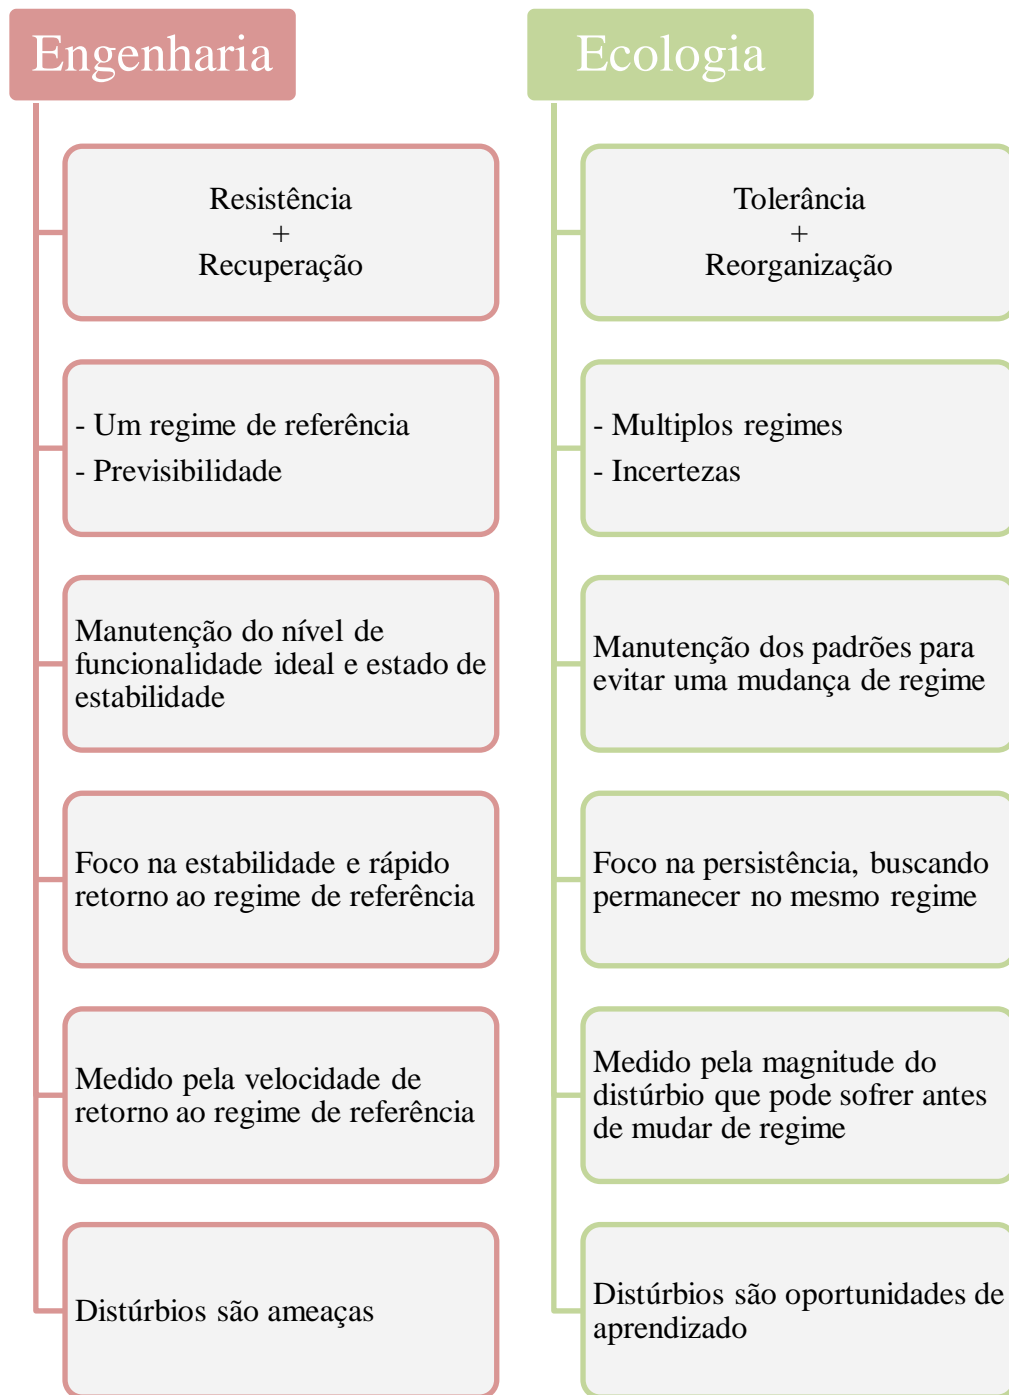 Engenharia
Resistência
+
Recuperação
- Um regime de referência
- Previsibilidade
Manutenção do nível de
funcionalidade ideal e estado de
estabilidade
Foco na estabilidade e rápido
retorno ao regime de referência
Medido pela velocidade de
retorno ao regime de referência
Distúrbios são ameaças
Ecologia
Tolerância
+
Reorganização
- Multiplos regimes
- Incertezas
Manutenção dos padrões para
evitar uma mudança de regime
Foco na persistência, buscando
permanecer no mesmo regime
Medido pela magnitude do
distúrbio que pode sofrer antes
de mudar de regime
Distúrbios são oportunidades de
aprendizado